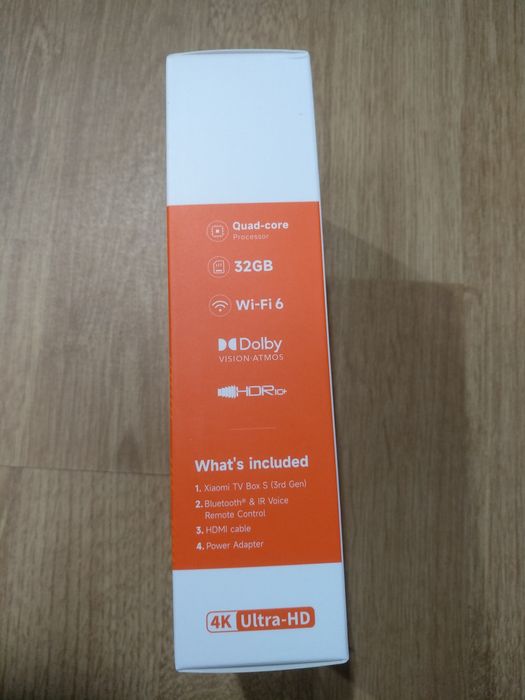 Quad-core
Processor
32GB
Wi-Fi 6
Dolby
VISION·ATMOS
HDR10+
What's included
1. Xiaomi TV Box S (3rd Gen)
2. Bluetooth® & IR Voice
Remote Control
3. HDMI cable
4. Power Adapter
4K Ultra-HD